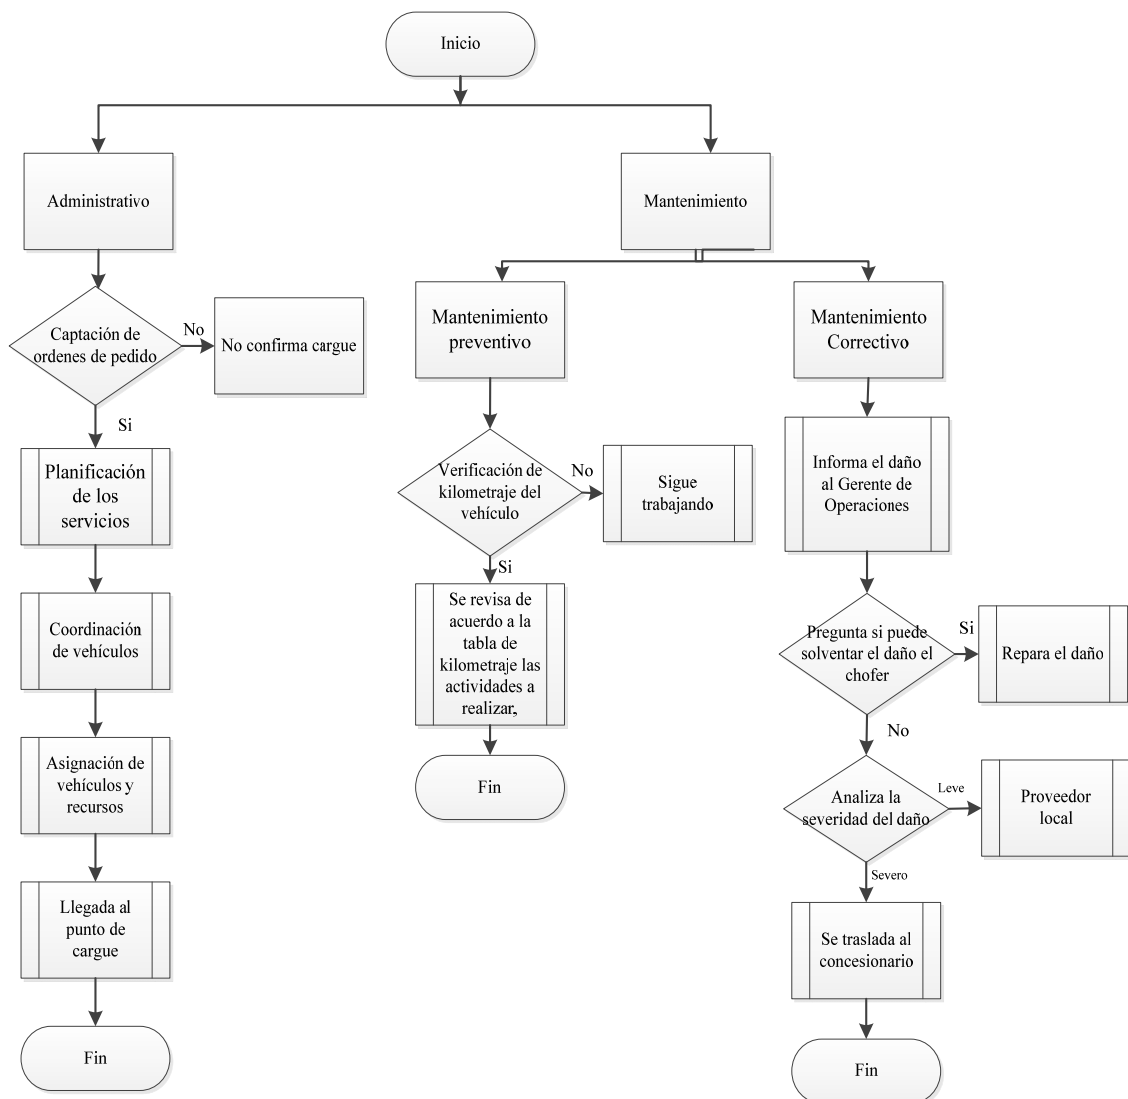 Inicio
Administrativo
Mantenimiento
Captación de
ordenes de pedido
No
No confirma cargue
Si
Planificación
de los
servicios
Coordinación
de vehículos
Asignación de
vehículos y
recursos
Llegada al
punto de
cargue
Fin
Mantenimiento
preventivo
Verificación de
kilometraje del
vehículo
No
Sigue
trabajando
Si
Se revisa de
acuerdo a la
tabla de
kilometraje las
actividades a
realizar,
Fin
Mantenimiento
Correctivo
Informa el daño
al Gerente de
Operaciones
Pregunta si puede
solventar el daño el
chofer
Si
Repara el daño
No
Analiza la
severidad del daño
Leve
Proveedor
local
Severo
Se traslada al
concesionario
Fin